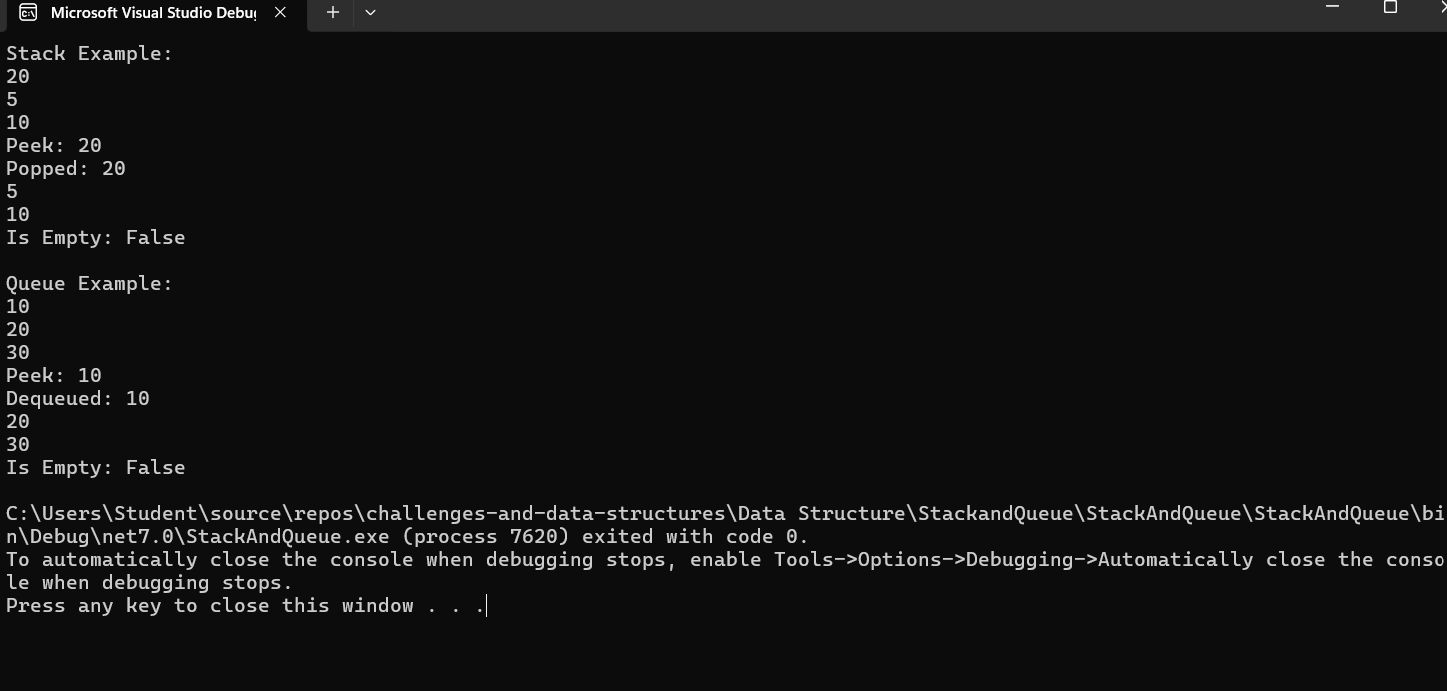 Microsoft Visual Studio Debu
Stack Example:
20
5
10
Peek: 20
Popped: 20
5
10
Is Empty: False
Queue Example:
10
20
30
Peek: 10
Dequeued: 10
20
30
Is Empty: False
C:\Users\Student\source\repos\challenges-and-data-structures\Data Structure\StackandQueue\StackAndQueue\StackAndQueue\bi
n\Debug\net7.0\StackAndQueue.exe (process 7620) exited with code 0.
To automatically close the console when debugging stops, enable Tools->Options->Debugging->Automatically close the conso
le when debugging stops.
Press any key to close this window . . .